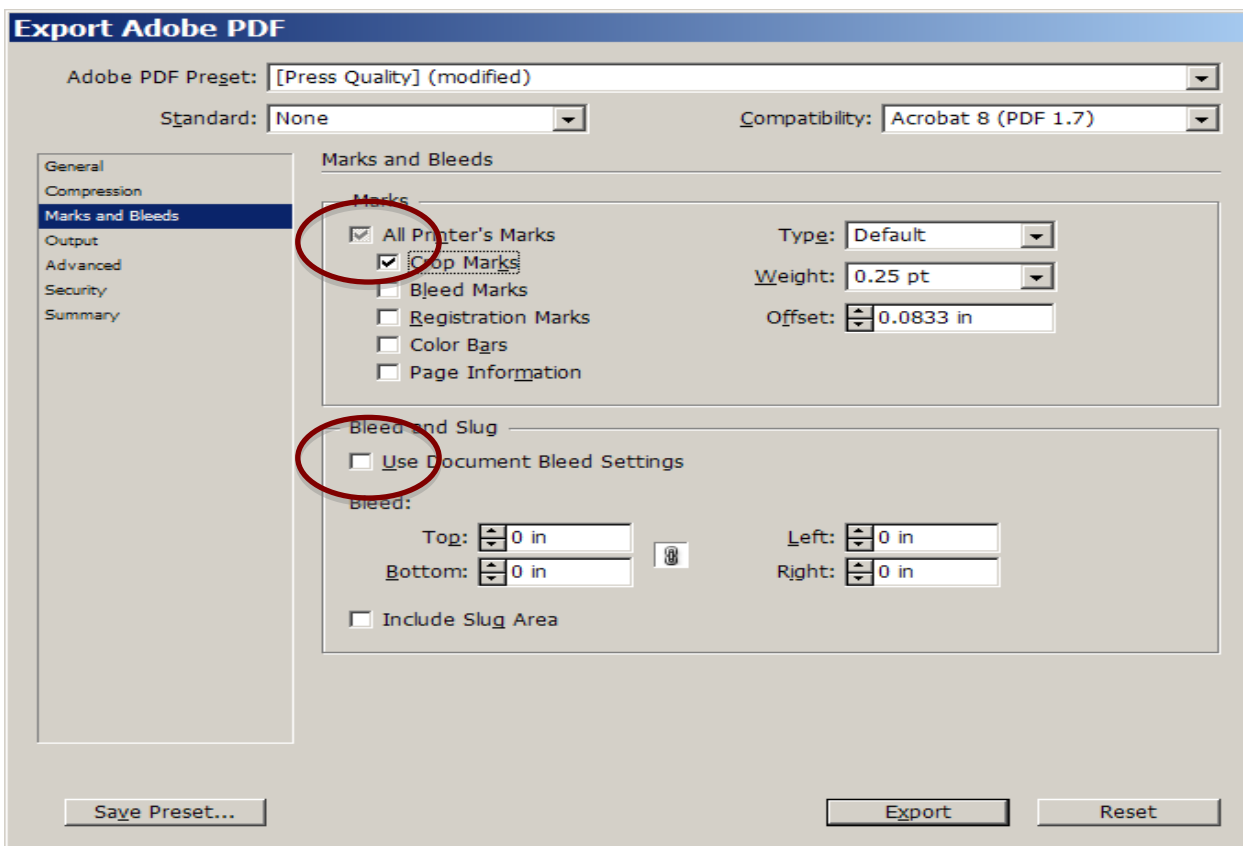 Export Adobe PDF
Adobe PDF Preset: [Press Quality] (modified)
Standard: None Compatibility: Acrobat 8 (PDF 1.7)
General
Compression
Marks and Bleeds
Output
Advanced
Security
Summary
Marks and Bleeds
Marks
All Printer's Marks
Crop Marks
Bleed Marks
Registration Marks
Color Bars
Page Information
Type: Default
Weight: 0.25 pt
Offset: 0.0833 in
Bleed and Slug
Use Document Bleed Settings
Bleed:
Top: 0 in Left: 0 in
Bottom: 0 in Right: 0 in
Include Slug Area
Save Preset... Export Reset